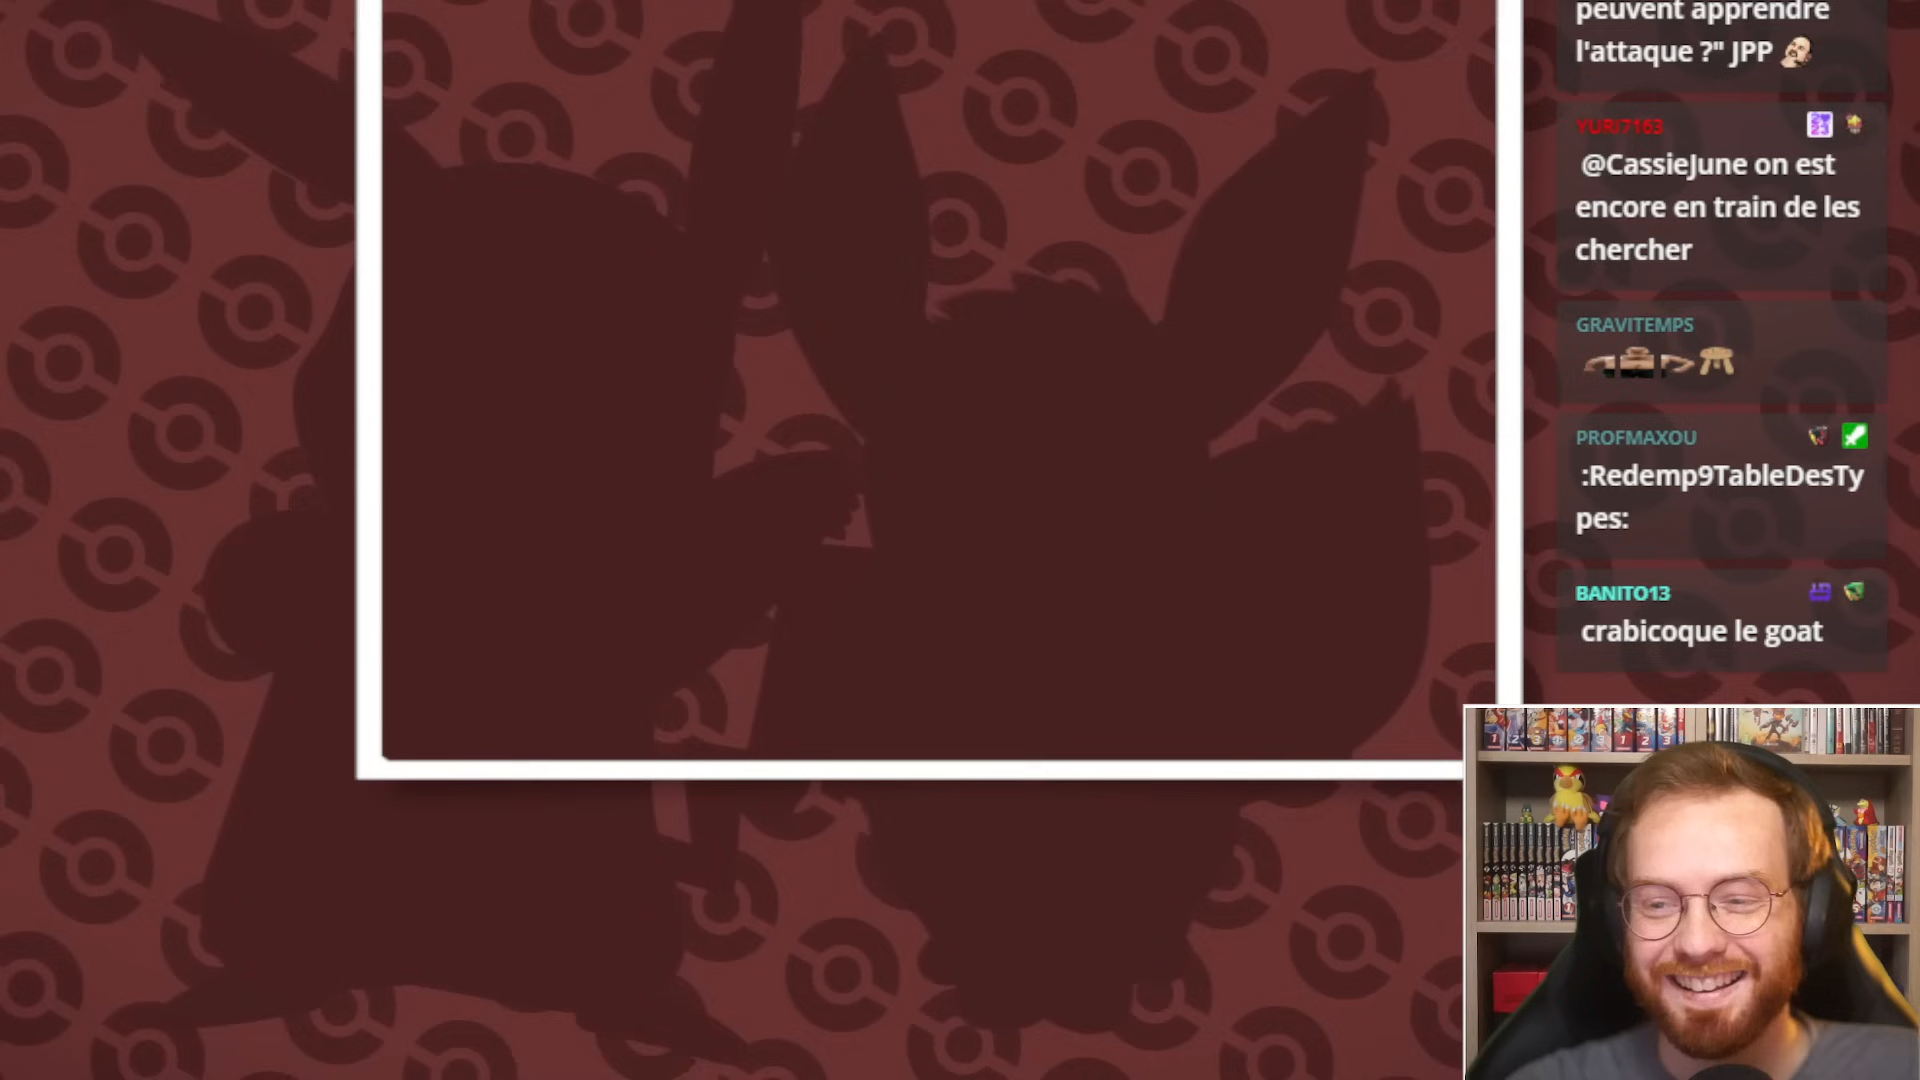 peuvent apprendre
l'attaque ?" JPP
YURI7163
@CassieJune on est
encore en train de les
chercher
GRAVITEMPS
PROFMAXOU
:Redemp9TableDesTy
pes:
BANITO13
crabicoque le goat